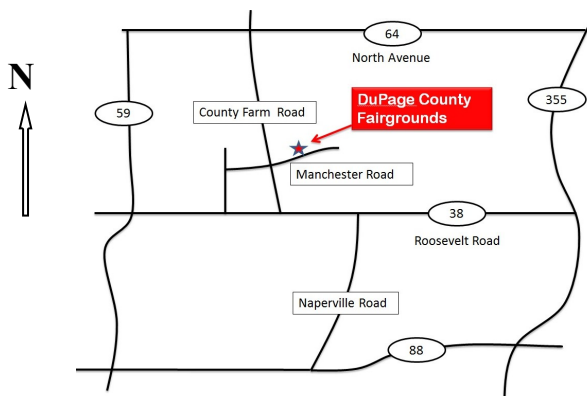 64
North Avenue
N
59
355
DuPage County
Fairgrounds
County Farm Road
Manchester Road
38
Roosevelt Road
Naperville Road
88